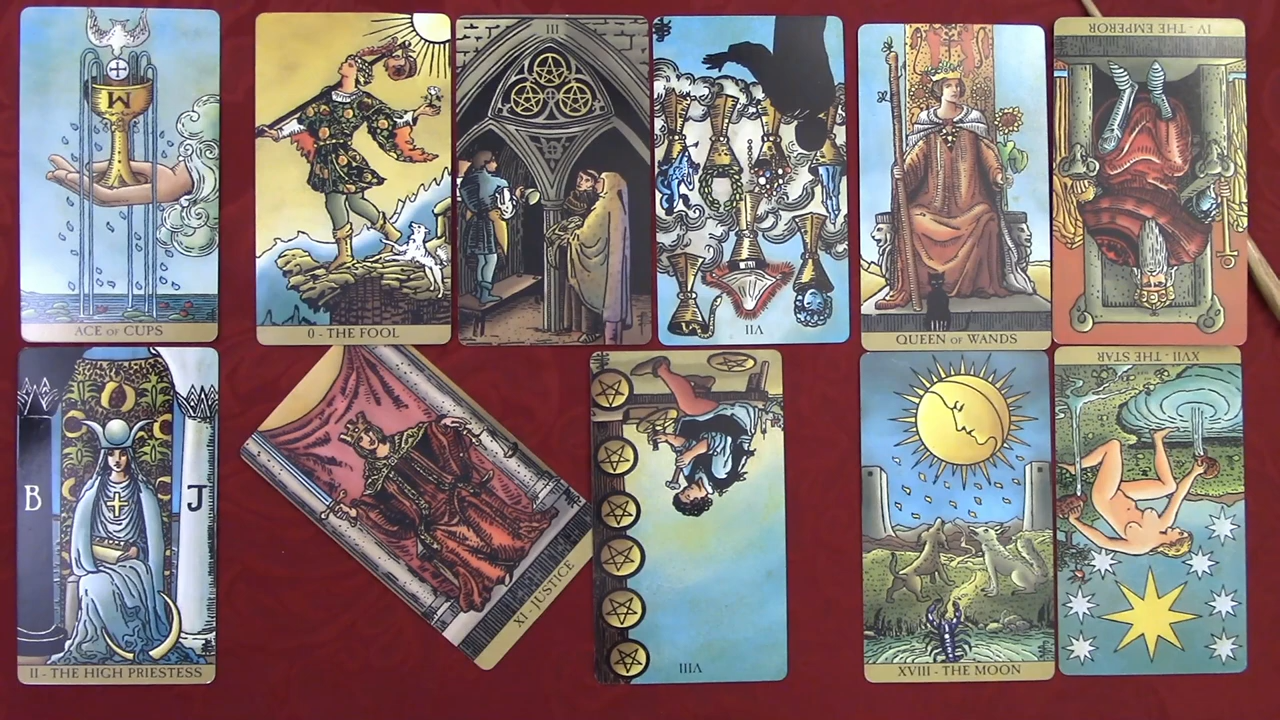 III
IV - THE EMPEROR
W
ACE OF CUPS
0 - THE FOOL
VII
QUEEN OF WANDS
XVII - THE STAR
B
J
XI - JUSTICE
VIII
II - THE HIGH PRIESTESS
XVIII - THE MOON